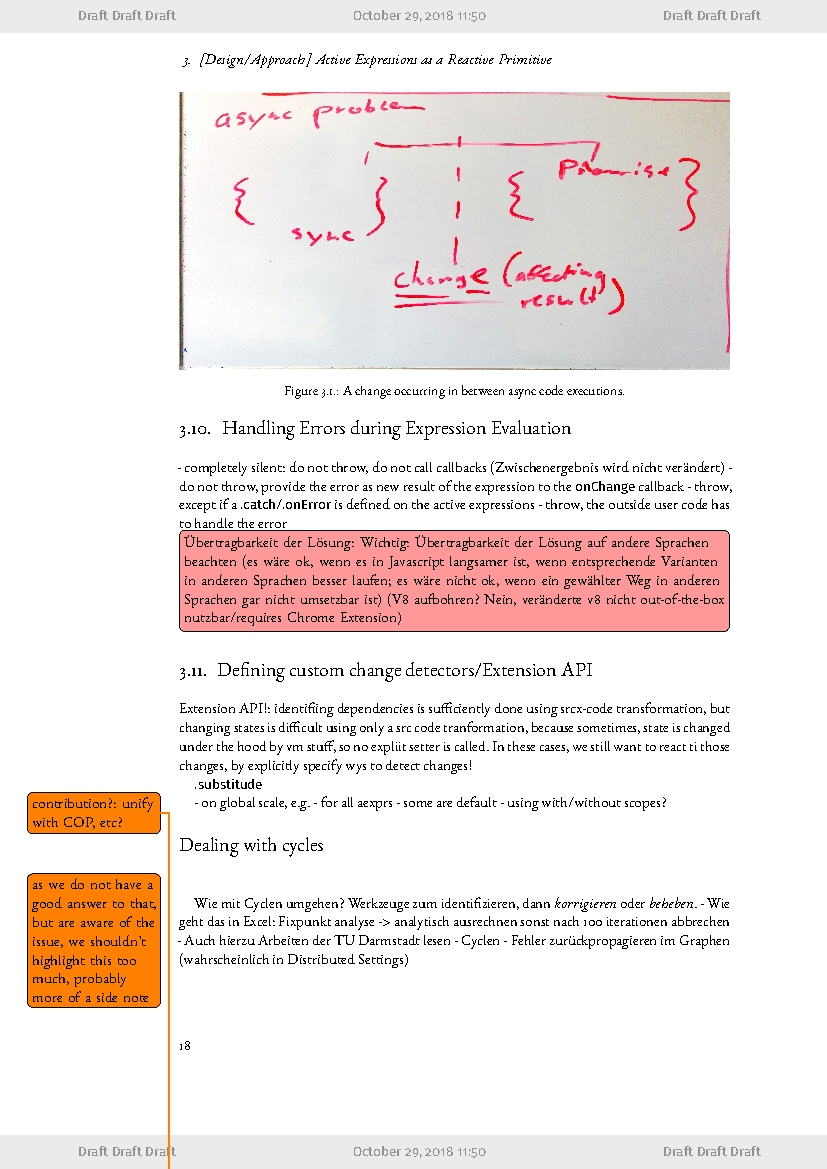 Draft Draft Draft October 29, 2018 11:50 Draft Draft Draft
3. [Design/Approach] Active Expressions as a Reactive Primitive
async problem
Promise
sync
change (affecting
result)
Figure 3.1.: A change occurring in between async code executions.
3.10. Handling Errors during Expression Evaluation
- completely silent: do not throw, do not call callbacks (Zwischenergebnis wird nicht verändert) -
do not throw, provide the error as new result of the expression to the onChange callback - throw,
except if a .catch/.onError is defined on the active expressions - throw, the outside user code has
to handle the error
Übertragbarkeit der Lösung: Wichtig: Übertragbarkeit der Lösung auf andere Sprachen
beachten (es wäre ok, wenn es in Javascript langsamer ist, wenn entsprechende Varianten
in anderen Sprachen besser laufen; es wäre nicht ok, wenn ein gewählter Weg in anderen
Sprachen gar nicht umsetzbar ist) (V8 aufbohren? Nein, veränderte v8 nicht out-of-the-box
nutzbar/requires Chrome Extension)
3.11. Defining custom change detectors/Extension API
Extension API!: identifiing dependencies is sufficiently done using srcx-code transformation, but
changing states is difficult using only a src code tranformation, because sometimes, state is changed
under the hood by vm stuff, so no expliit setter is called. In these cases, we still want to react ti those
changes, by explicitly specify wys to detect changes!
.substitude
- on global scale, e.g. - for all aexprs - some are default - using with/without scopes?
contribution?: unify
with COP, etc?
Dealing with cycles
as we do not have a
good answer to that,
but are aware of the
issue, we shouldn't
highlight this too
much, probably
more of a side note
Wie mit Cyclen umgehen? Werkzeuge zum identifizieren, dann korrigieren oder beheben. - Wie
geht das in Excel: Fixpunkt analyse -> analytisch ausrechnen sonst nach 100 iterationen abbrechen
- Auch hierzu Arbeiten der TU Darmstadt lesen - Cyclen - Fehler zurückpropagieren im Graphen
(wahrscheinlich in Distributed Settings)
18
Draft Draft Draft October 29, 2018 11:50 Draft Draft Draft